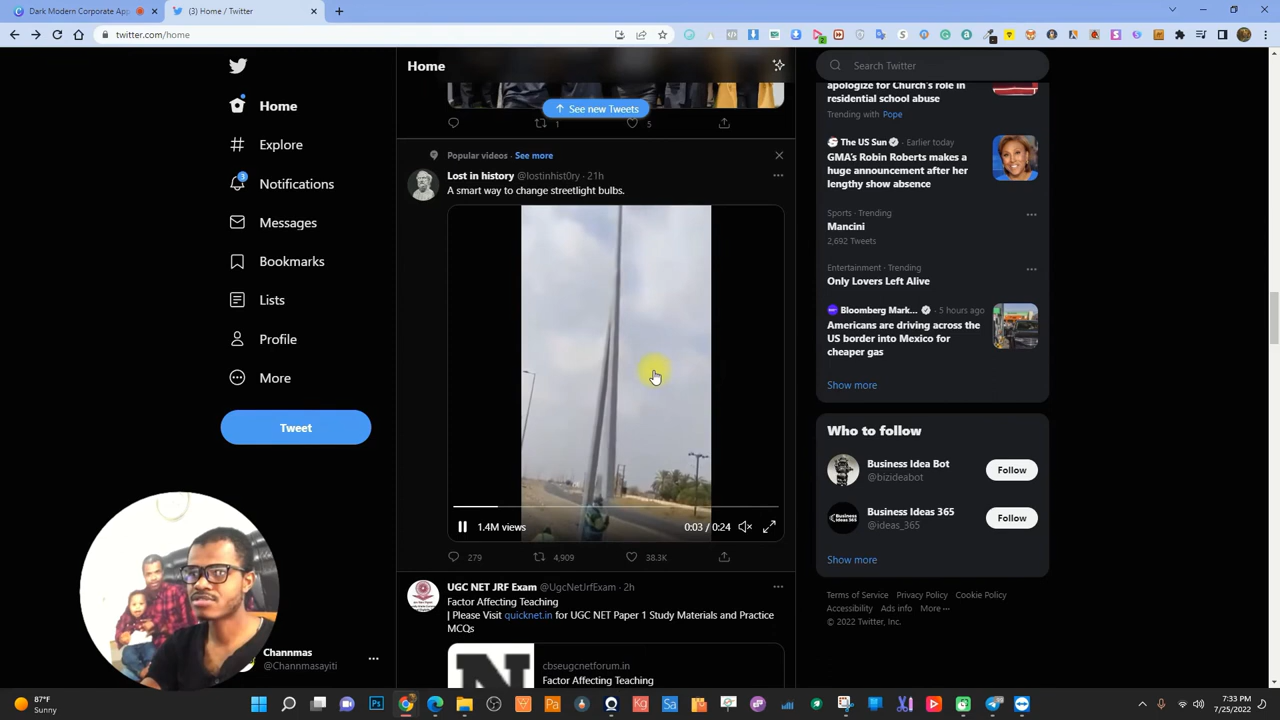 Dark Modern Corporate App
(3) Home / Twitter
twitter.com/home
Home
Explore
Notifications
3
Messages
Bookmarks
Lists
Profile
More
Tweet
Channmas
@Channmasayiti
Home
See new Tweets
1
5
Popular videos · See more
Lost in history @lostinhist0ry · 21h
A smart way to change streetlight bulbs.
1.4M views
0:03 / 0:24
279
4,909
38.3K
UGC NET JRF Exam @UgcNetJrfExam · 2h
Factor Affecting Teaching
| Please Visit quicknet.in for UGC NET Paper 1 Study Materials and Practice
MCQs
cbseugcnetforum.in
Factor Affecting Teaching
Search Twitter
apologize for Church's role in
residential school abuse
Trending with Pope
The US Sun · Earlier today
GMA's Robin Roberts makes a
huge announcement after her
lengthy show absence
Sports · Trending
Mancini
2,692 Tweets
Entertainment · Trending
Only Lovers Left Alive
Bloomberg Mark... · 5 hours ago
Americans are driving across the
US border into Mexico for
cheaper gas
Show more
Who to follow
Business Idea Bot
@bizideabot
Follow
Business Ideas 365
@ideas_365
Follow
Show more
Terms of Service Privacy Policy Cookie Policy
Accessibility Ads info More ···
© 2022 Twitter, Inc.
87°F
Sunny
7:33 PM
7/25/2022